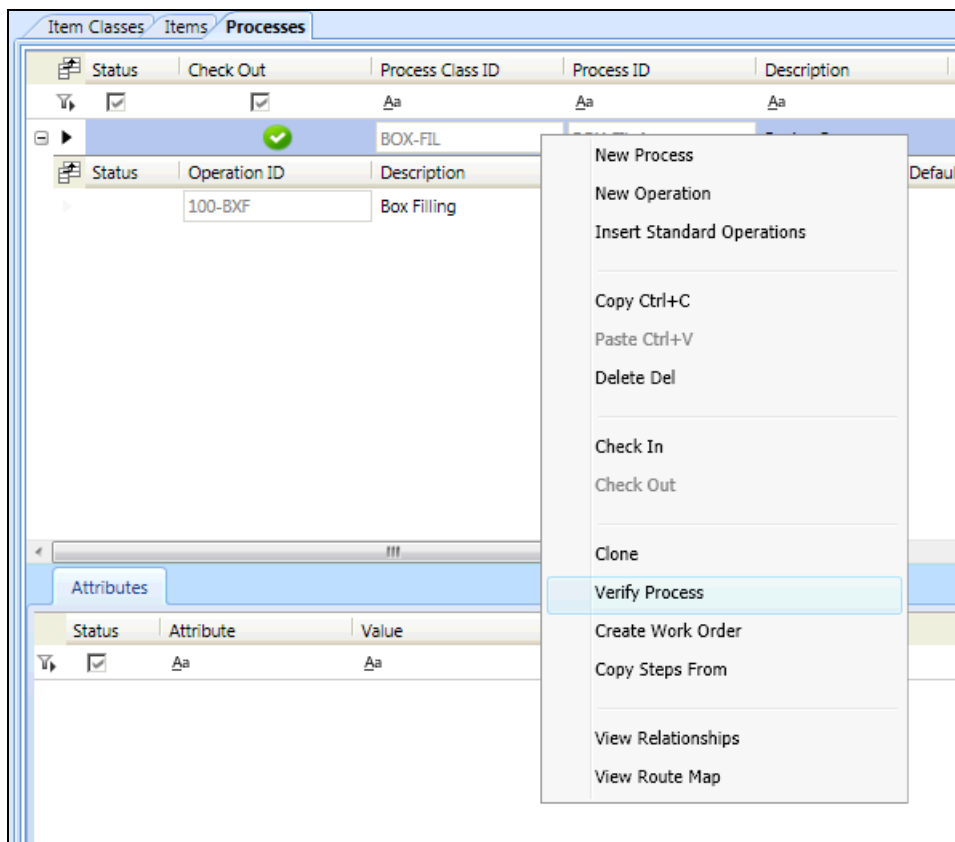 Item Classes Items Processes
Status Check Out Process Class ID Process ID Description
Aa Aa Aa
BOX-FIL
Status Operation ID Description Defaul
100-BXF Box Filling
New Process
New Operation
Insert Standard Operations
Copy Ctrl+C
Paste Ctrl+V
Delete Del
Check In
Check Out
Clone
Verify Process
Create Work Order
Copy Steps From
View Relationships
View Route Map
Attributes
Status Attribute Value
Aa Aa